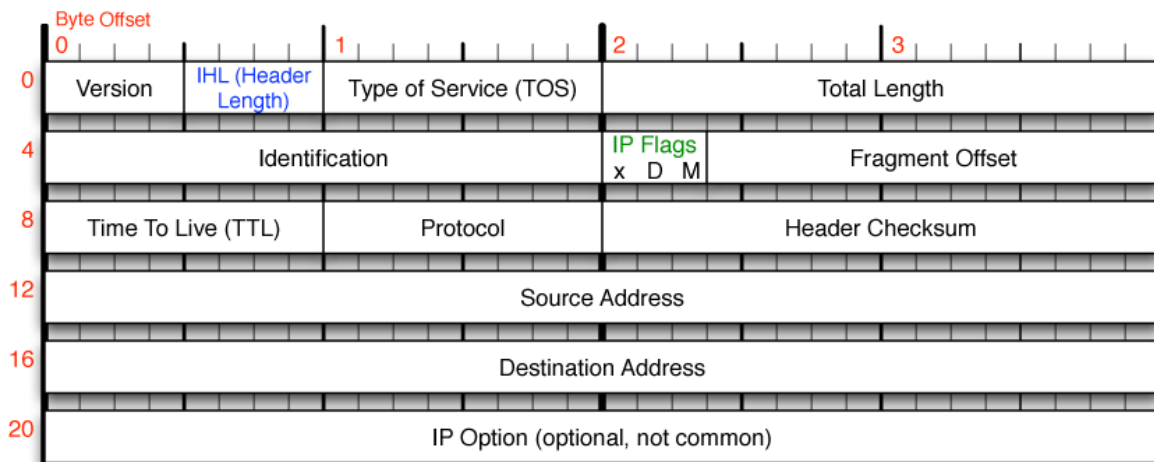 Byte Offset
0 1 2 3
0 Version IHL (Header Length) Type of Service (TOS) Total Length
4 Identification IP Flags x D M Fragment Offset
8 Time To Live (TTL) Protocol Header Checksum
12 Source Address
16 Destination Address
20 IP Option (optional, not common)